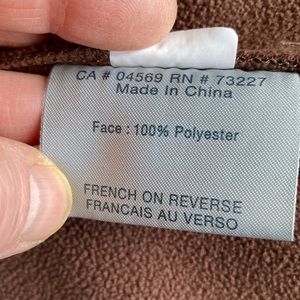 CA # 04569 RN # 73227
Made In China
Face : 100% Polyester
FRENCH ON REVERSE
FRANCAIS AU VERSO